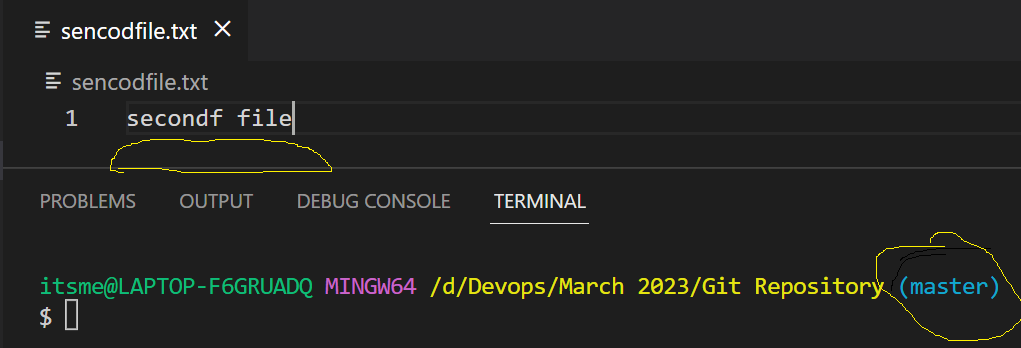 sencodfile.txt
sencodfile.txt
1 secondf file
PROBLEMS OUTPUT DEBUG CONSOLE TERMINAL
itsme@LAPTOP-F6GRUADQ MINGW64 /d/Devops/March 2023/Git Repository (master)
$